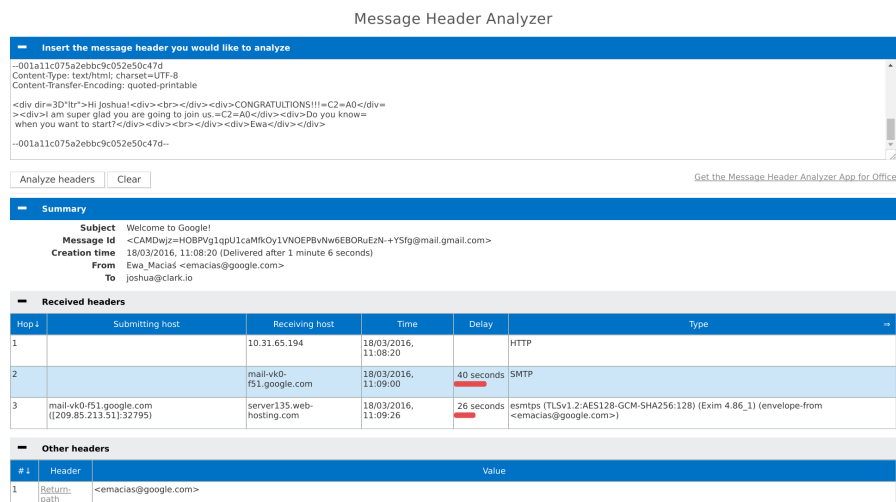 Message Header Analyzer
Insert the message header you would like to analyze
--001a11c075a2ebbc9c052e50c47d
Content-Type: text/html; charset=UTF-8
Content-Transfer-Encoding: quoted-printable
<div dir=3D"ltr">Hi Joshua!<div><br></div><div>CONGRATULTIONS!!!=C2=A0</div=
><div>I am super glad you are going to join us.=C2=A0</div><div>Do you know=
when you want to start?</div><div><br></div><div>Ewa</div></div>
--001a11c075a2ebbc9c052e50c47d--
Analyze headers
Clear
Get the Message Header Analyzer App for Office
Summary
Subject Welcome to Google!
Message Id <CAMDwjz=HOBPVg1qpU1caMfkOy1VNOEPBvNw6EBORuEzN-+YSfg@mail.gmail.com>
Creation time 18/03/2016, 11:08:20 (Delivered after 1 minute 6 seconds)
From Ewa_Maciaś <emacias@google.com>
To joshua@clark.io
Received headers
Hop↓ Submitting host Receiving host Time Delay Type ⇒
1 10.31.65.194 18/03/2016, HTTP
11:08:20
2 mail-vk0- 18/03/2016, 40 seconds SMTP
f51.google.com 11:09:00
3 mail-vk0-f51.google.com server135.web- 18/03/2016, 26 seconds esmtps (TLSv1.2:AES128-GCM-SHA256:128) (Exim 4.86_1) (envelope-from
([209.85.213.51]:32795) hosting.com 11:09:26 <emacias@google.com>)
Other headers
#↓ Header Value
1 Return- <emacias@google.com>
path